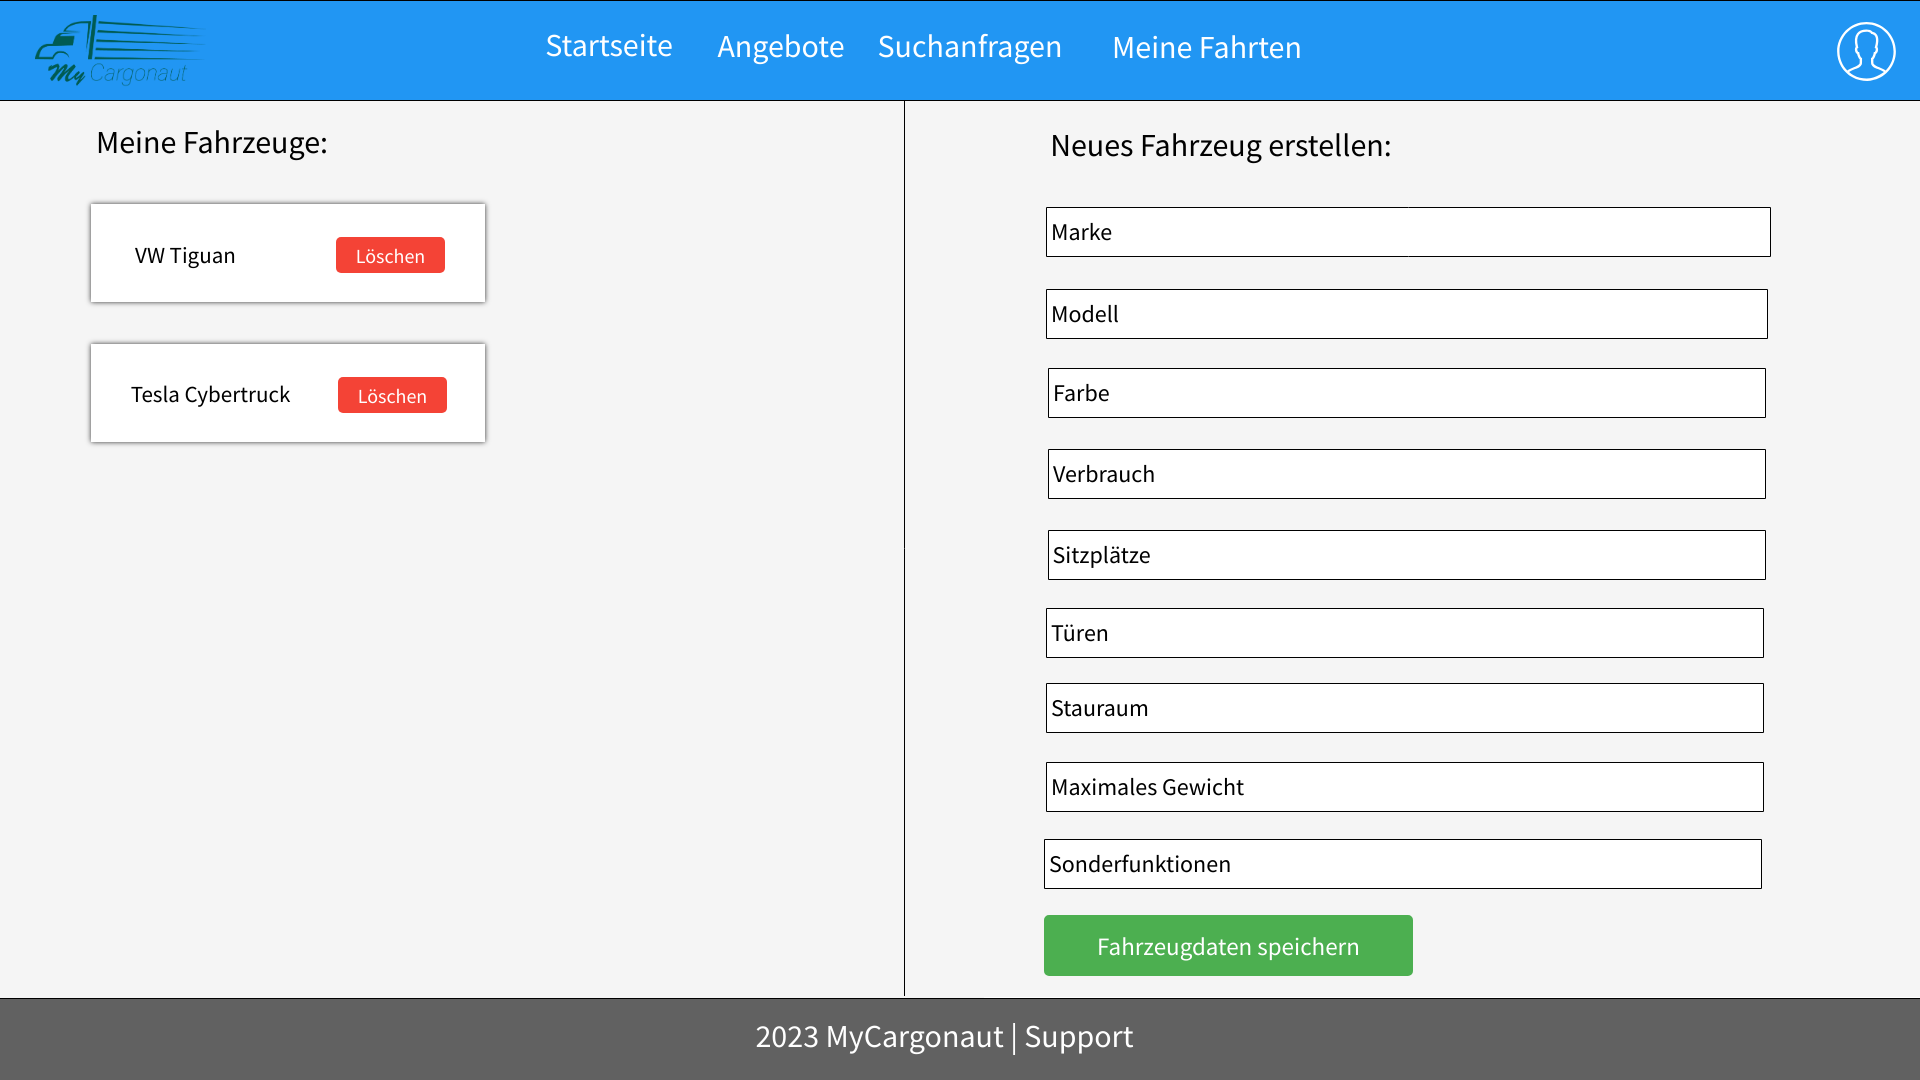 My Cargonaut
Startseite Angebote Suchanfragen Meine Fahrten
Meine Fahrzeuge:
VW Tiguan Löschen
Tesla Cybertruck Löschen
Neues Fahrzeug erstellen:
Marke
Modell
Farbe
Verbrauch
Sitzplätze
Türen
Stauraum
Maximales Gewicht
Sonderfunktionen
Fahrzeugdaten speichern
2023 MyCargonaut | Support